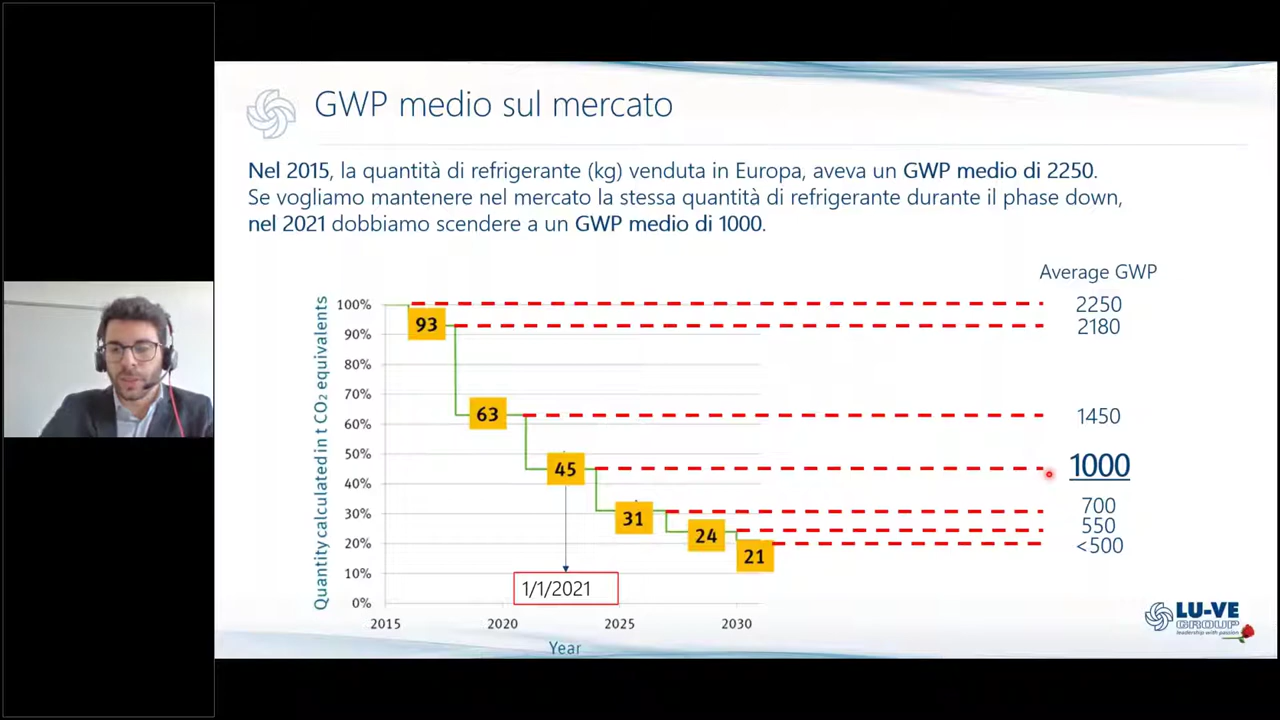 GWP medio sul mercato
Nel 2015, la quantità di refrigerante (kg) venduta in Europa, aveva un GWP medio di 2250.
Se vogliamo mantenere nel mercato la stessa quantità di refrigerante durante il phase down,
nel 2021 dobbiamo scendere a un GWP medio di 1000.
Average GWP
Quantity calculated in t CO₂ equivalents
100%
90%
80%
70%
60%
50%
40%
30%
20%
10%
0%
93
63
45
31
24
21
1/1/2021
2250
2180
1450
1000
700
550
<500
2015
2020
2025
2030
Year
LU-VE
GROUP
leadership with passion